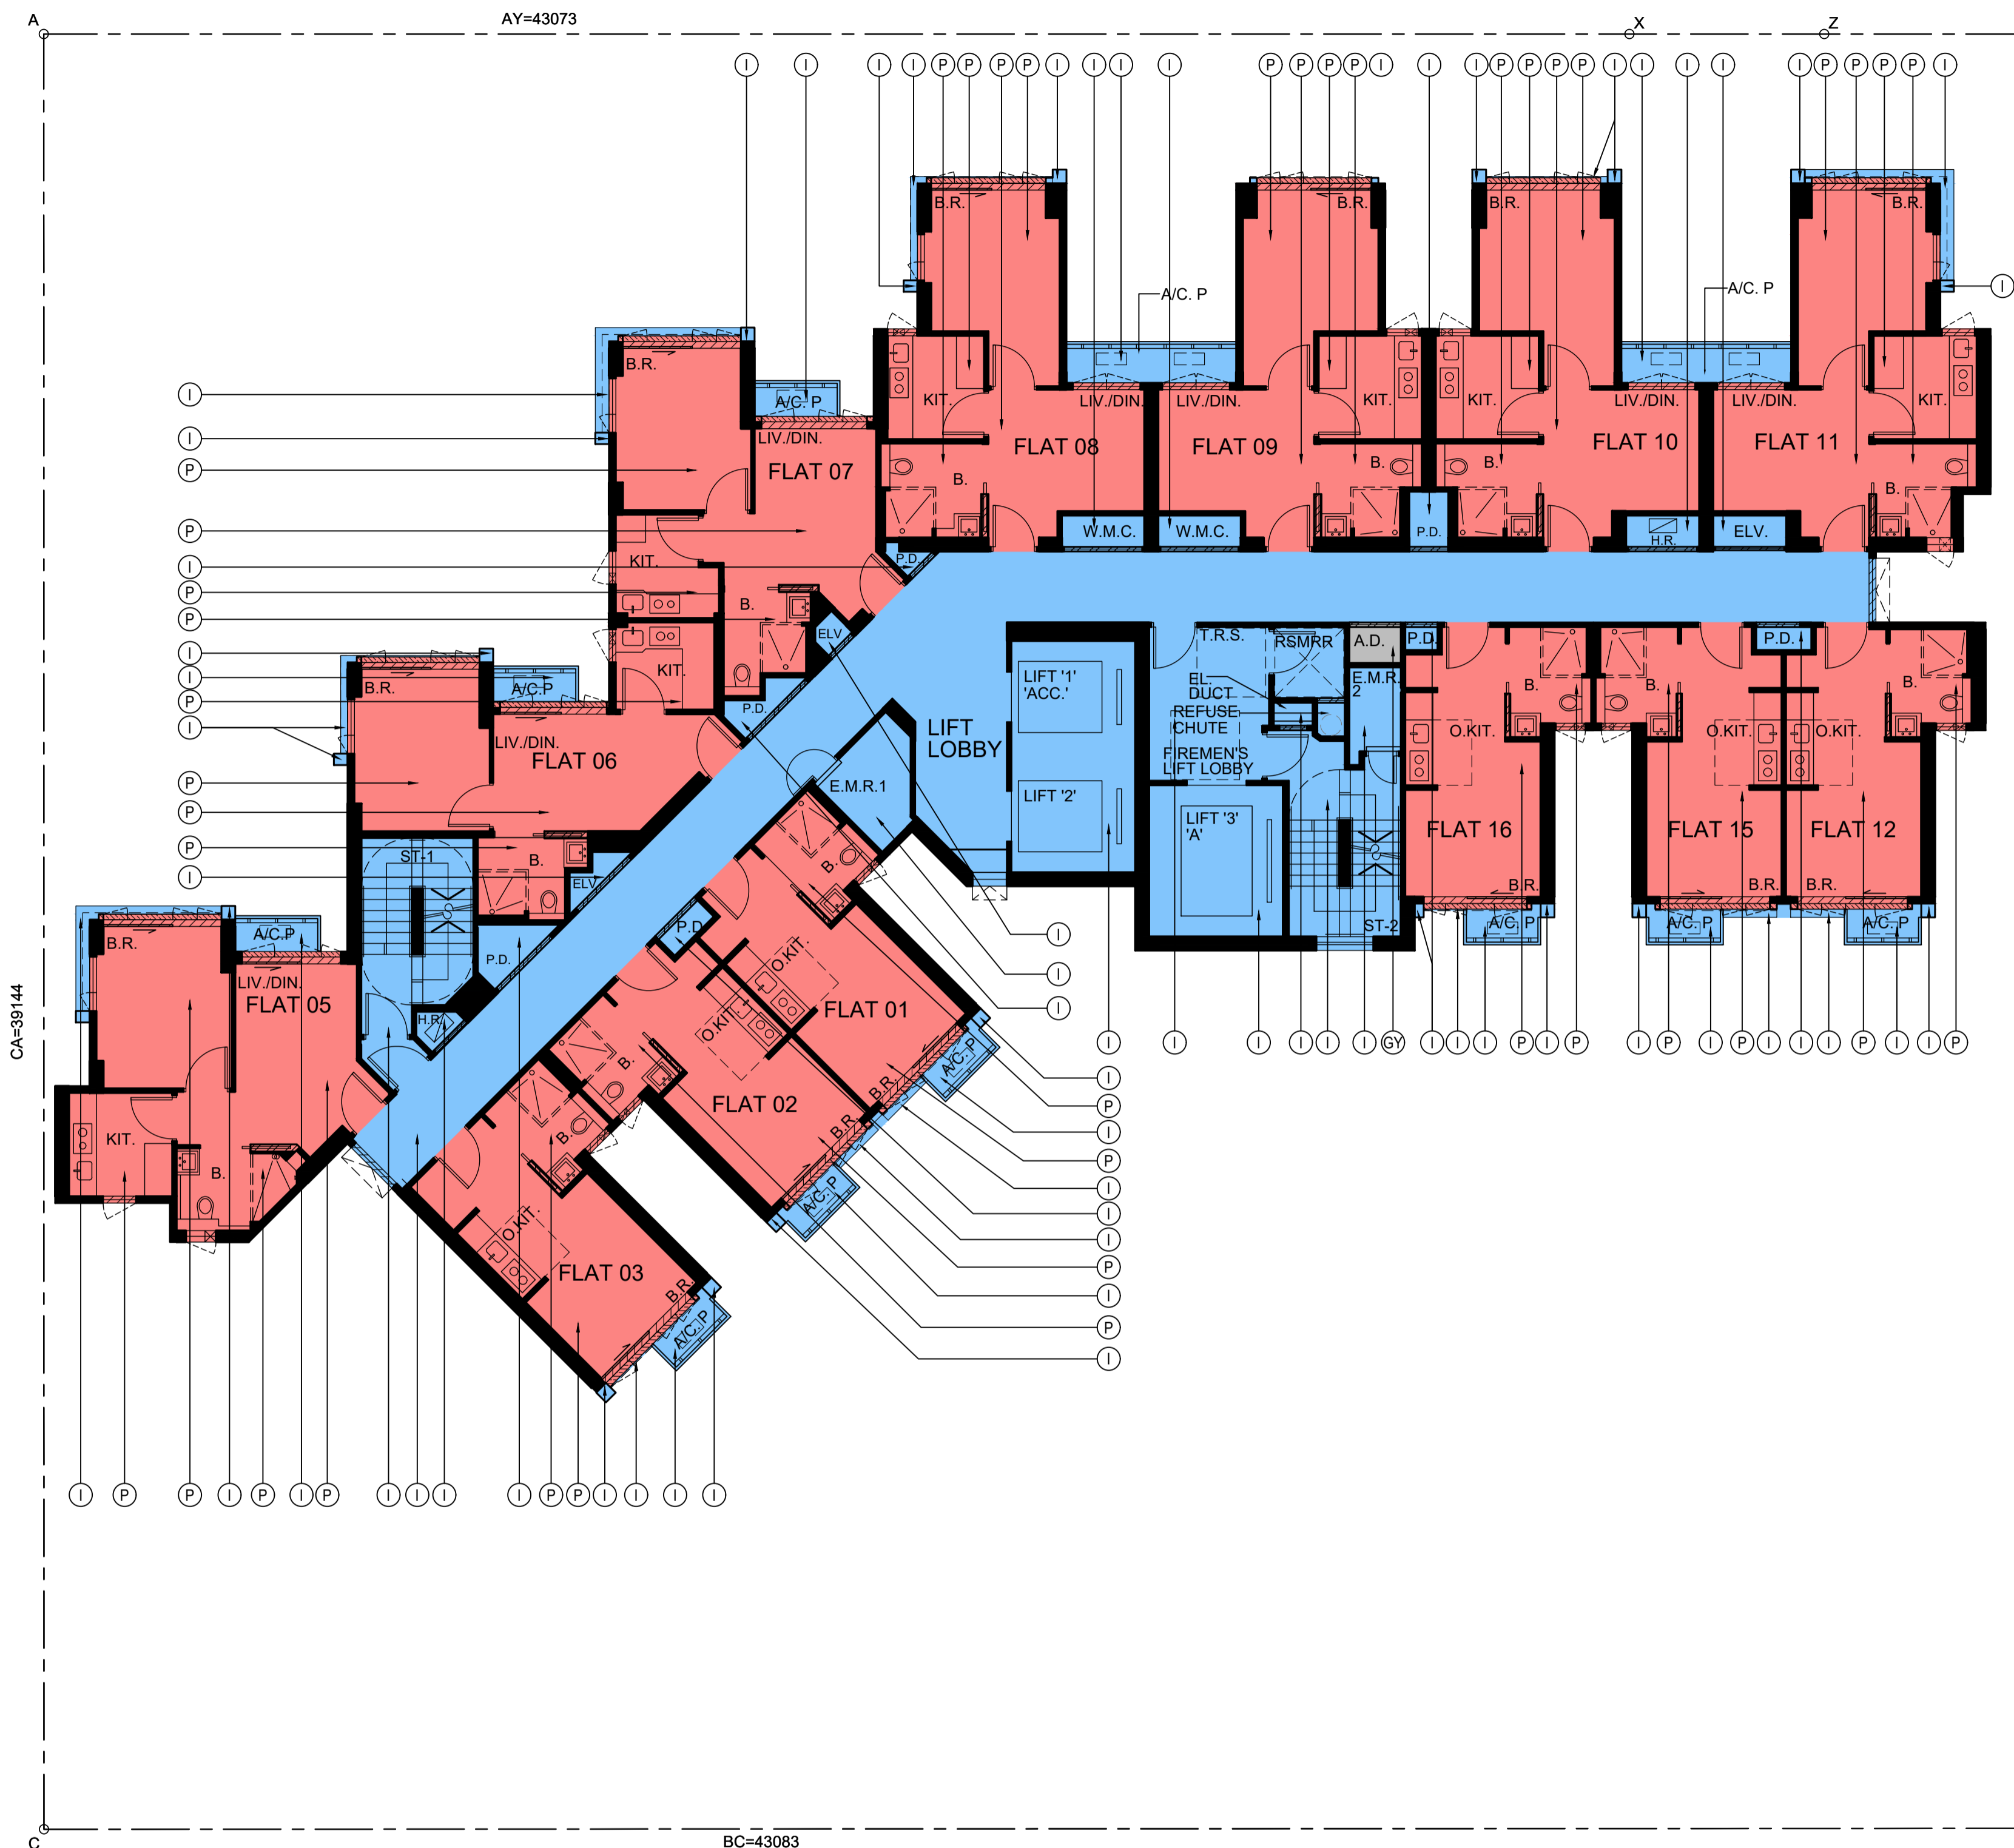 A
AY=43073
X
Z
I
I
I
I
P
P
P
P
I
I
I
I
P
P
P
P
I
I
I
P
P
P
P
I
I
I
I
I
P
P
P
P
I
B.R.
B.R.
B.R.
B.R.
I
A/C. P
A/C. P
B.R.
A/C. P
I
KIT.
LIV./DIN.
LIV./DIN.
KIT.
KIT.
LIV./DIN.
LIV./DIN.
KIT.
I
LIV./DIN.
FLAT 07
FLAT 08
FLAT 09
FLAT 10
FLAT 11
P
B.
B.
B.
B.
P
W.M.C.
W.M.C.
P.D.
H.R.
ELV.
KIT.
P.D.
I
P
B.
P
ELV
T.R.S.
RSMRR
A.D.
P.D.
P.D.
I
KIT.
LIFT '1'
'ACC.'
EL.
DUCT
E.M.R.
2
B.
B.
B.
I
B.R.
A/C.P
P
P.D.
REFUSE
CHUTE
I
LIFT
LOBBY
O.KIT.
O.KIT.
O.KIT.
LIV./DIN.
FLAT 06
FIREMEN'S
LIFT LOBBY
P
E.M.R.1
LIFT '2'
P
LIFT '3'
'A'
FLAT 16
FLAT 15
FLAT 12
P
ST-1
B.
B.
I
ELV
B.R.
B.R.
B.R.
A/C.P
P.D.
ST-2
A/C. P
A/C. P
A/C. P
B.R.
I
P.D.
O.KIT.
I
LIV./DIN.
FLAT 05
FLAT 01
I
CA=39144
H.R.
O.KIT.
I
I
I
I
I
I
GY
I
I
I
P
I
P
I
P
I
P
I
I
I
P
I
I
P
A/C. P
I
B.R.
FLAT 02
P
KIT.
B.
B.R.
I
B.
B.
P
I
A/C. P
I
O.KIT.
I
P
FLAT 03
B.R.
I
A/C. P
P
I
I
P
P
I
P
I
P
I
I
I
I
P
P
I
I
I
I
C
BC=43083